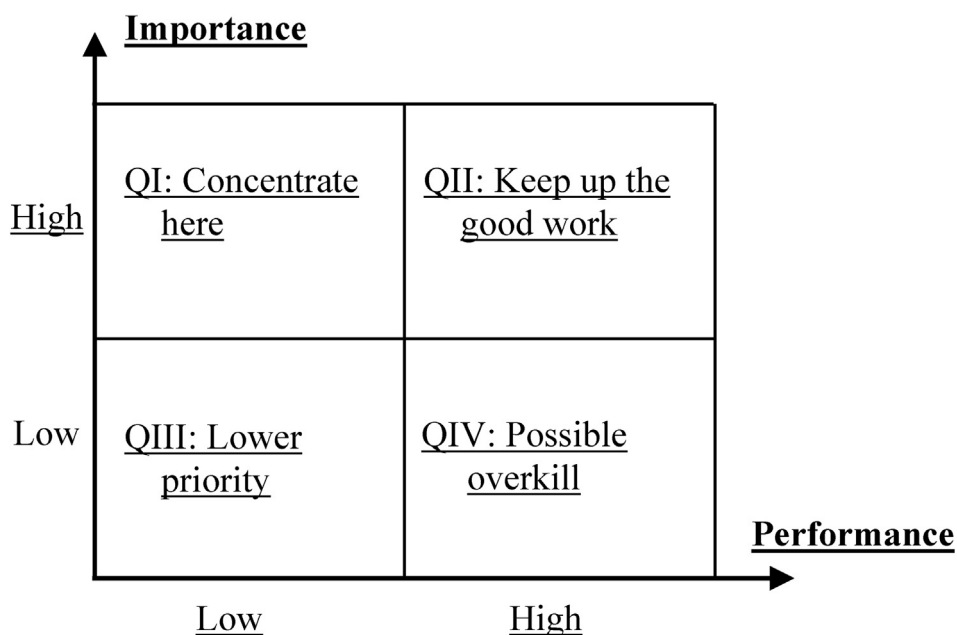 Importance
QI: Concentrate
here
QII: Keep up the
good work
High
Low
QIII: Lower
priority
QIV: Possible
overkill
Performance
Low
High